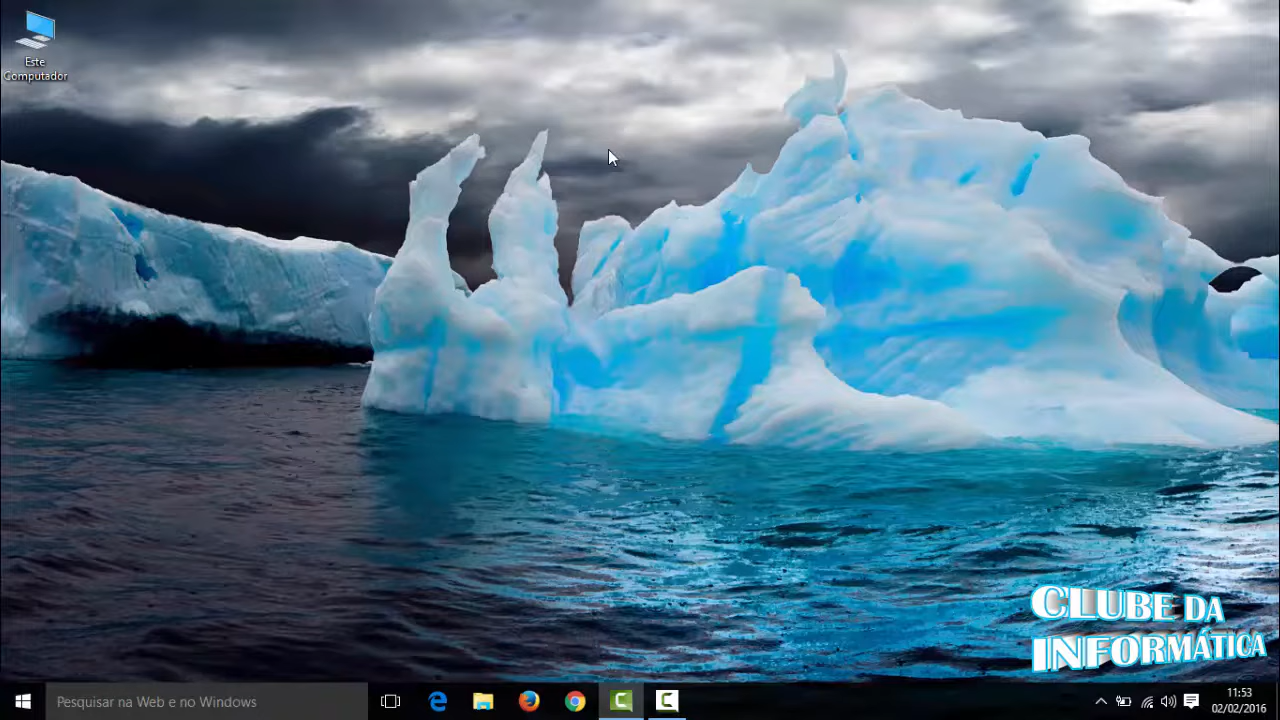 Este
Computador
CLUBE DA
INFORMÁTICA
Pesquisar na Web e no Windows
11:53
02/02/2016